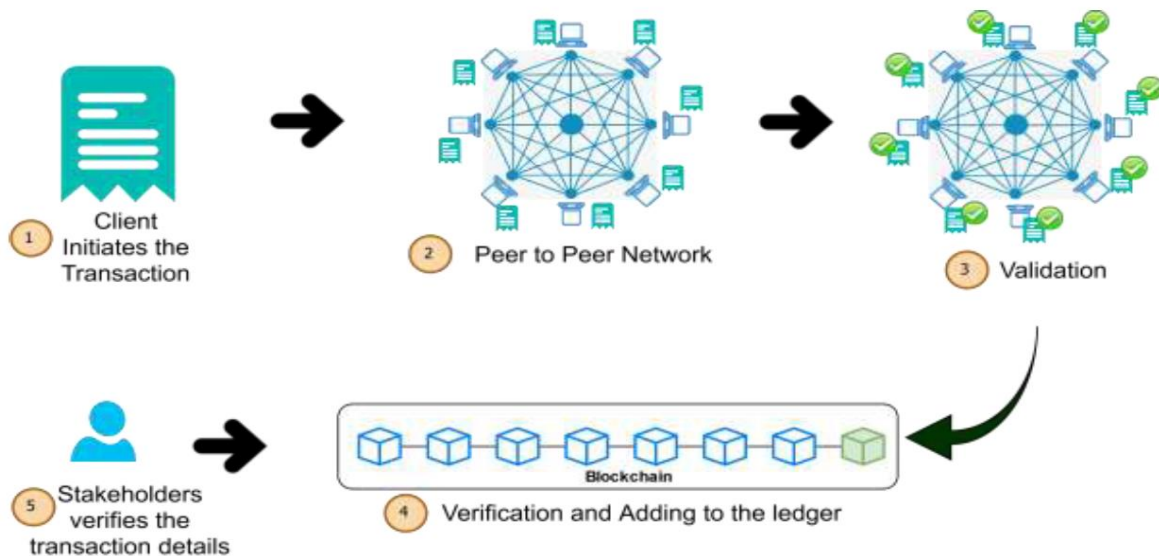 1
Client
Initiates the
Transaction
2
Peer to Peer Network
3
Validation
Blockchain
4
Verification and Adding to the ledger
5
Stakeholders
verifies the
transaction details